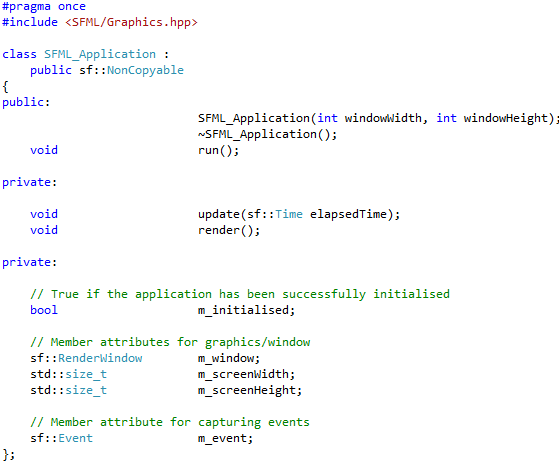 #pragma once
#include <SFML/Graphics.hpp>
class SFML_Application :
public sf::NonCopyable
{
public:
SFML_Application(int windowWidth, int windowHeight);
~SFML_Application();
void run();
private:
void update(sf::Time elapsedTime);
void render();
private:
// True if the application has been successfully initialised
bool m_initialised;
// Member attributes for graphics/window
sf::RenderWindow m_window;
std::size_t m_screenWidth;
std::size_t m_screenHeight;
// Member attribute for capturing events
sf::Event m_event;
};